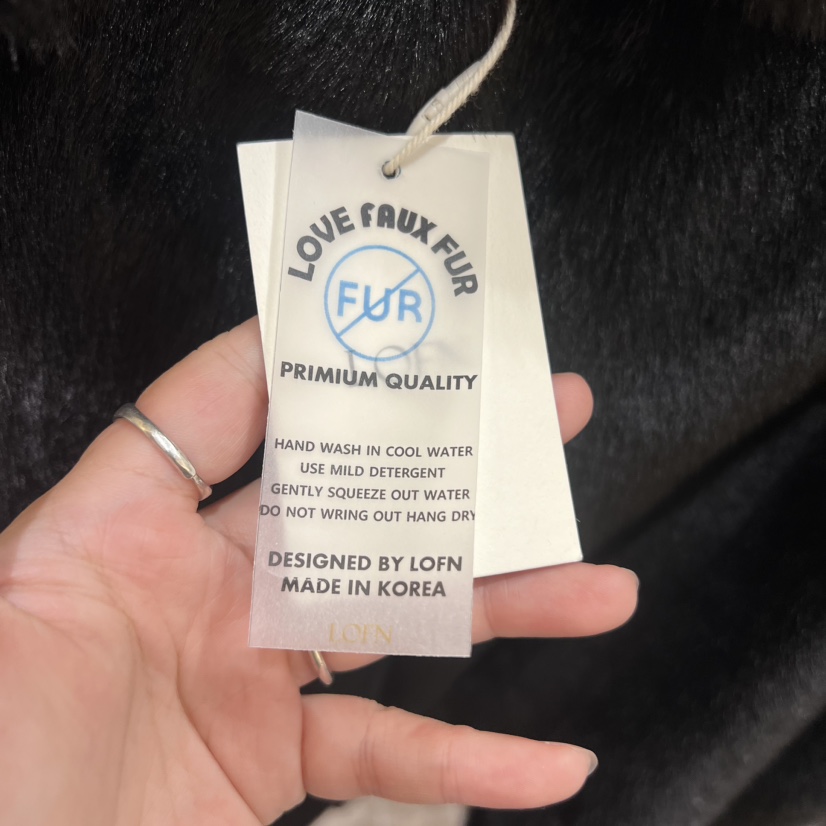 LOVE FAUX FUR
FUR
LOFN
PRIMIUM QUALITY
HAND WASH IN COOL WATER
USE MILD DETERGENT
GENTLY SQUEEZE OUT WATER
DO NOT WRING OUT HANG DRY
DESIGNED BY LOFN
MADE IN KOREA
LOFN